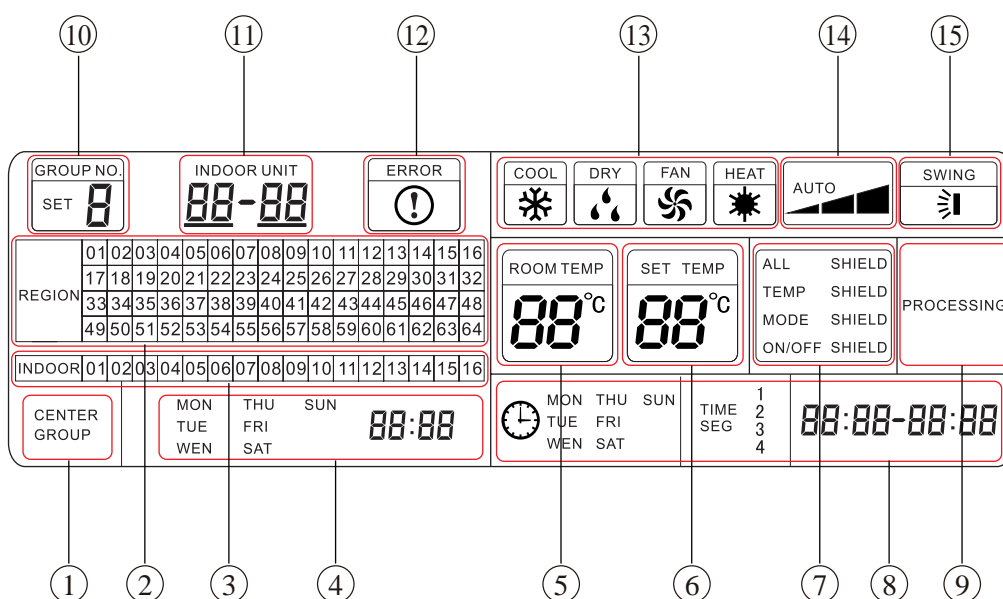 10 11 12 13 14 15
GROUP NO.
SET 8
INDOOR UNIT
88-88
ERROR
!
COOL DRY FAN HEAT
AUTO
SWING
REGION
01 02 03 04 05 06 07 08 09 10 11 12 13 14 15 16
17 18 19 20 21 22 23 24 25 26 27 28 29 30 31 32
33 34 35 36 37 38 39 40 41 42 43 44 45 46 47 48
49 50 51 52 53 54 55 56 57 58 59 60 61 62 63 64
INDOOR 01 02 03 04 05 06 07 08 09 10 11 12 13 14 15 16
ROOM TEMP
88°C
SET TEMP
88°C
ALL SHIELD
TEMP SHIELD
MODE SHIELD
ON/OFF SHIELD
PROCESSING
CENTER
GROUP
MON THU SUN
TUE FRI
WEN SAT
88:88
MON THU SUN
TUE FRI
WEN SAT
TIME
SEG
1
2
3
4
88:88-88:88
1 2 3 4 5 6 7 8 9